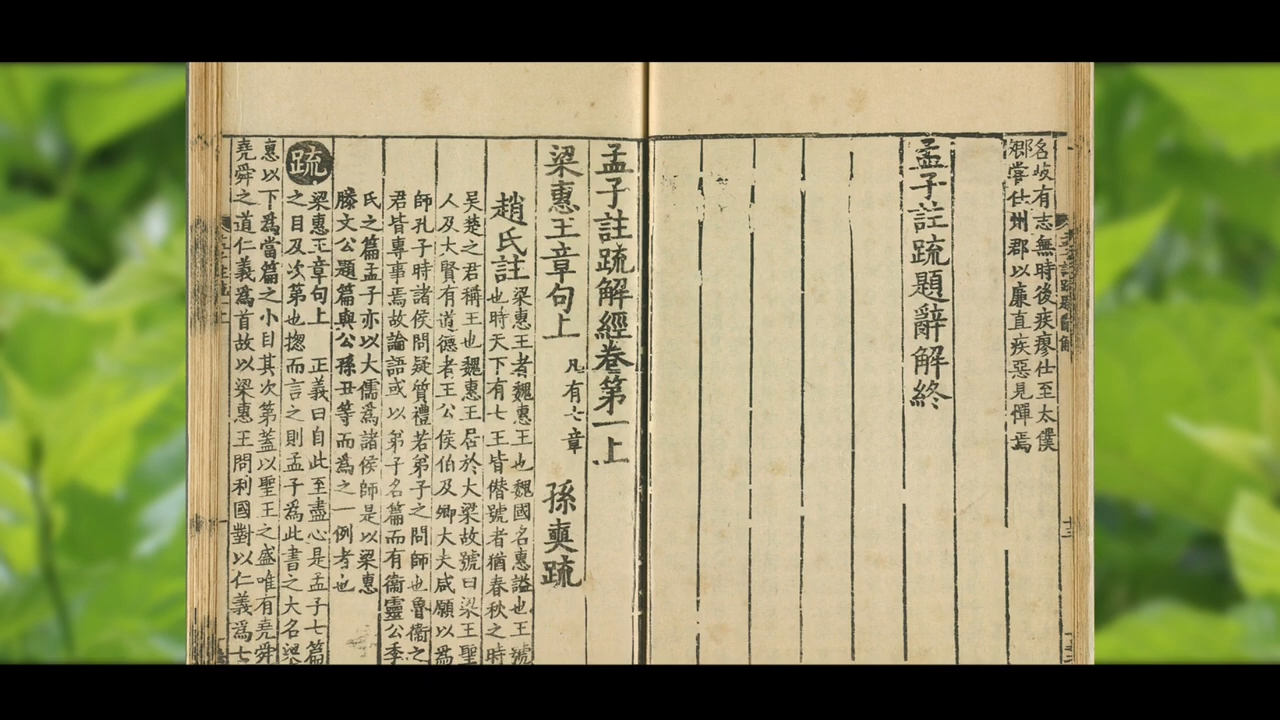 名岐有志無時後疾瘳仕至太僕
卿嘗仕州郡以廉直疾惡見憚焉
孟子註疏題辭解終
孟子註疏解經卷第一上
梁惠王章句上 凡有七章 孫奭疏
趙氏註
梁惠王者魏惠王也魏國名惠謚也王號
也時天下有七王皆僭號者猶春秋之時
吳楚之君稱王也魏惠王居於大梁故號曰梁王聖
人及大賢有道德者王公侯伯及卿大夫咸願以爲
師孔子時諸侯問疑質禮若弟子之問師也魯衞之
君皆專事焉故論語或以弟子名篇而有衞靈公季
氏之篇孟子亦以大儒爲諸侯師是以梁惠
滕文公題篇與公孫丑等而爲之一例者也
疏
梁惠王章句上 正義曰自此至盡心是孟子七篇
之目及次第也揔而言之則孟子爲此書之大名梁
惠以下爲當篇之小目其次第蓋以聖王之盛唯有堯舜
堯舜之道仁義爲首故以梁惠王問利國對以仁義爲七